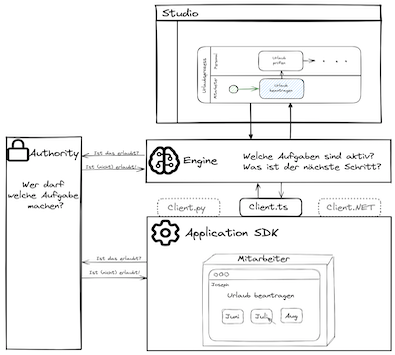 Studio
Urlaubsprozess
Personal
Mitarbeiter
Urlaub
prüfen
Urlaub
beantragen
Authority
Wer darf
welche Aufgabe
machen?
Ist das erlaubt?
Ist (nicht) erlaubt!
Engine
Welche Aufgaben sind aktiv?
Was ist der nächste Schritt?
Client.py
Client.ts
Client.NET
Application SDK
Ist das erlaubt?
Ist (nicht) erlaubt!
Mitarbeiter
Joseph
Urlaub beantragen
Juni
Juli
Aug